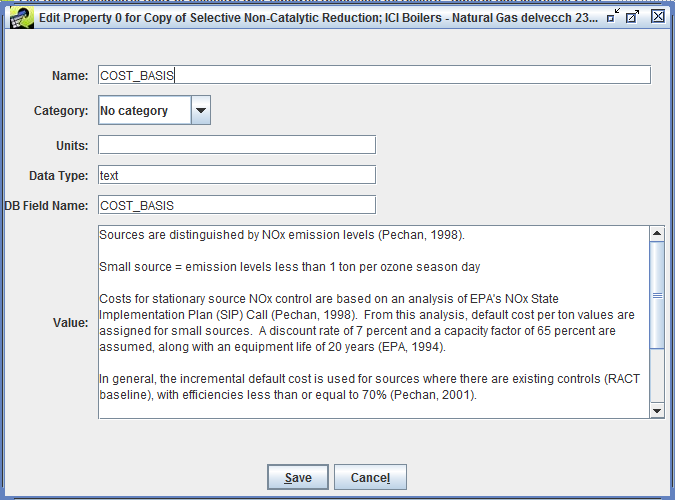 Edit Property 0 for Copy of Selective Non-Catalytic Reduction; ICI Boilers - Natural Gas delvecch 23...
Name: COST_BASIS
Category: No category
Units:
Data Type: text
DB Field Name: COST_BASIS
Value:
Sources are distinguished by NOx emission levels (Pechan, 1998).
Small source = emission levels less than 1 ton per ozone season day
Costs for stationary source NOx control are based on an analysis of EPA's NOx State
Implementation Plan (SIP) Call (Pechan, 1998).  From this analysis, default cost per ton values are
assigned for small sources.  A discount rate of 7 percent and a capacity factor of 65 percent are
assumed, along with an equipment life of 20 years (EPA, 1994).
In general, the incremental default cost is used for sources where there are existing controls (RACT
baseline), with efficiencies less than or equal to 70% (Pechan, 2001).
Save Cancel